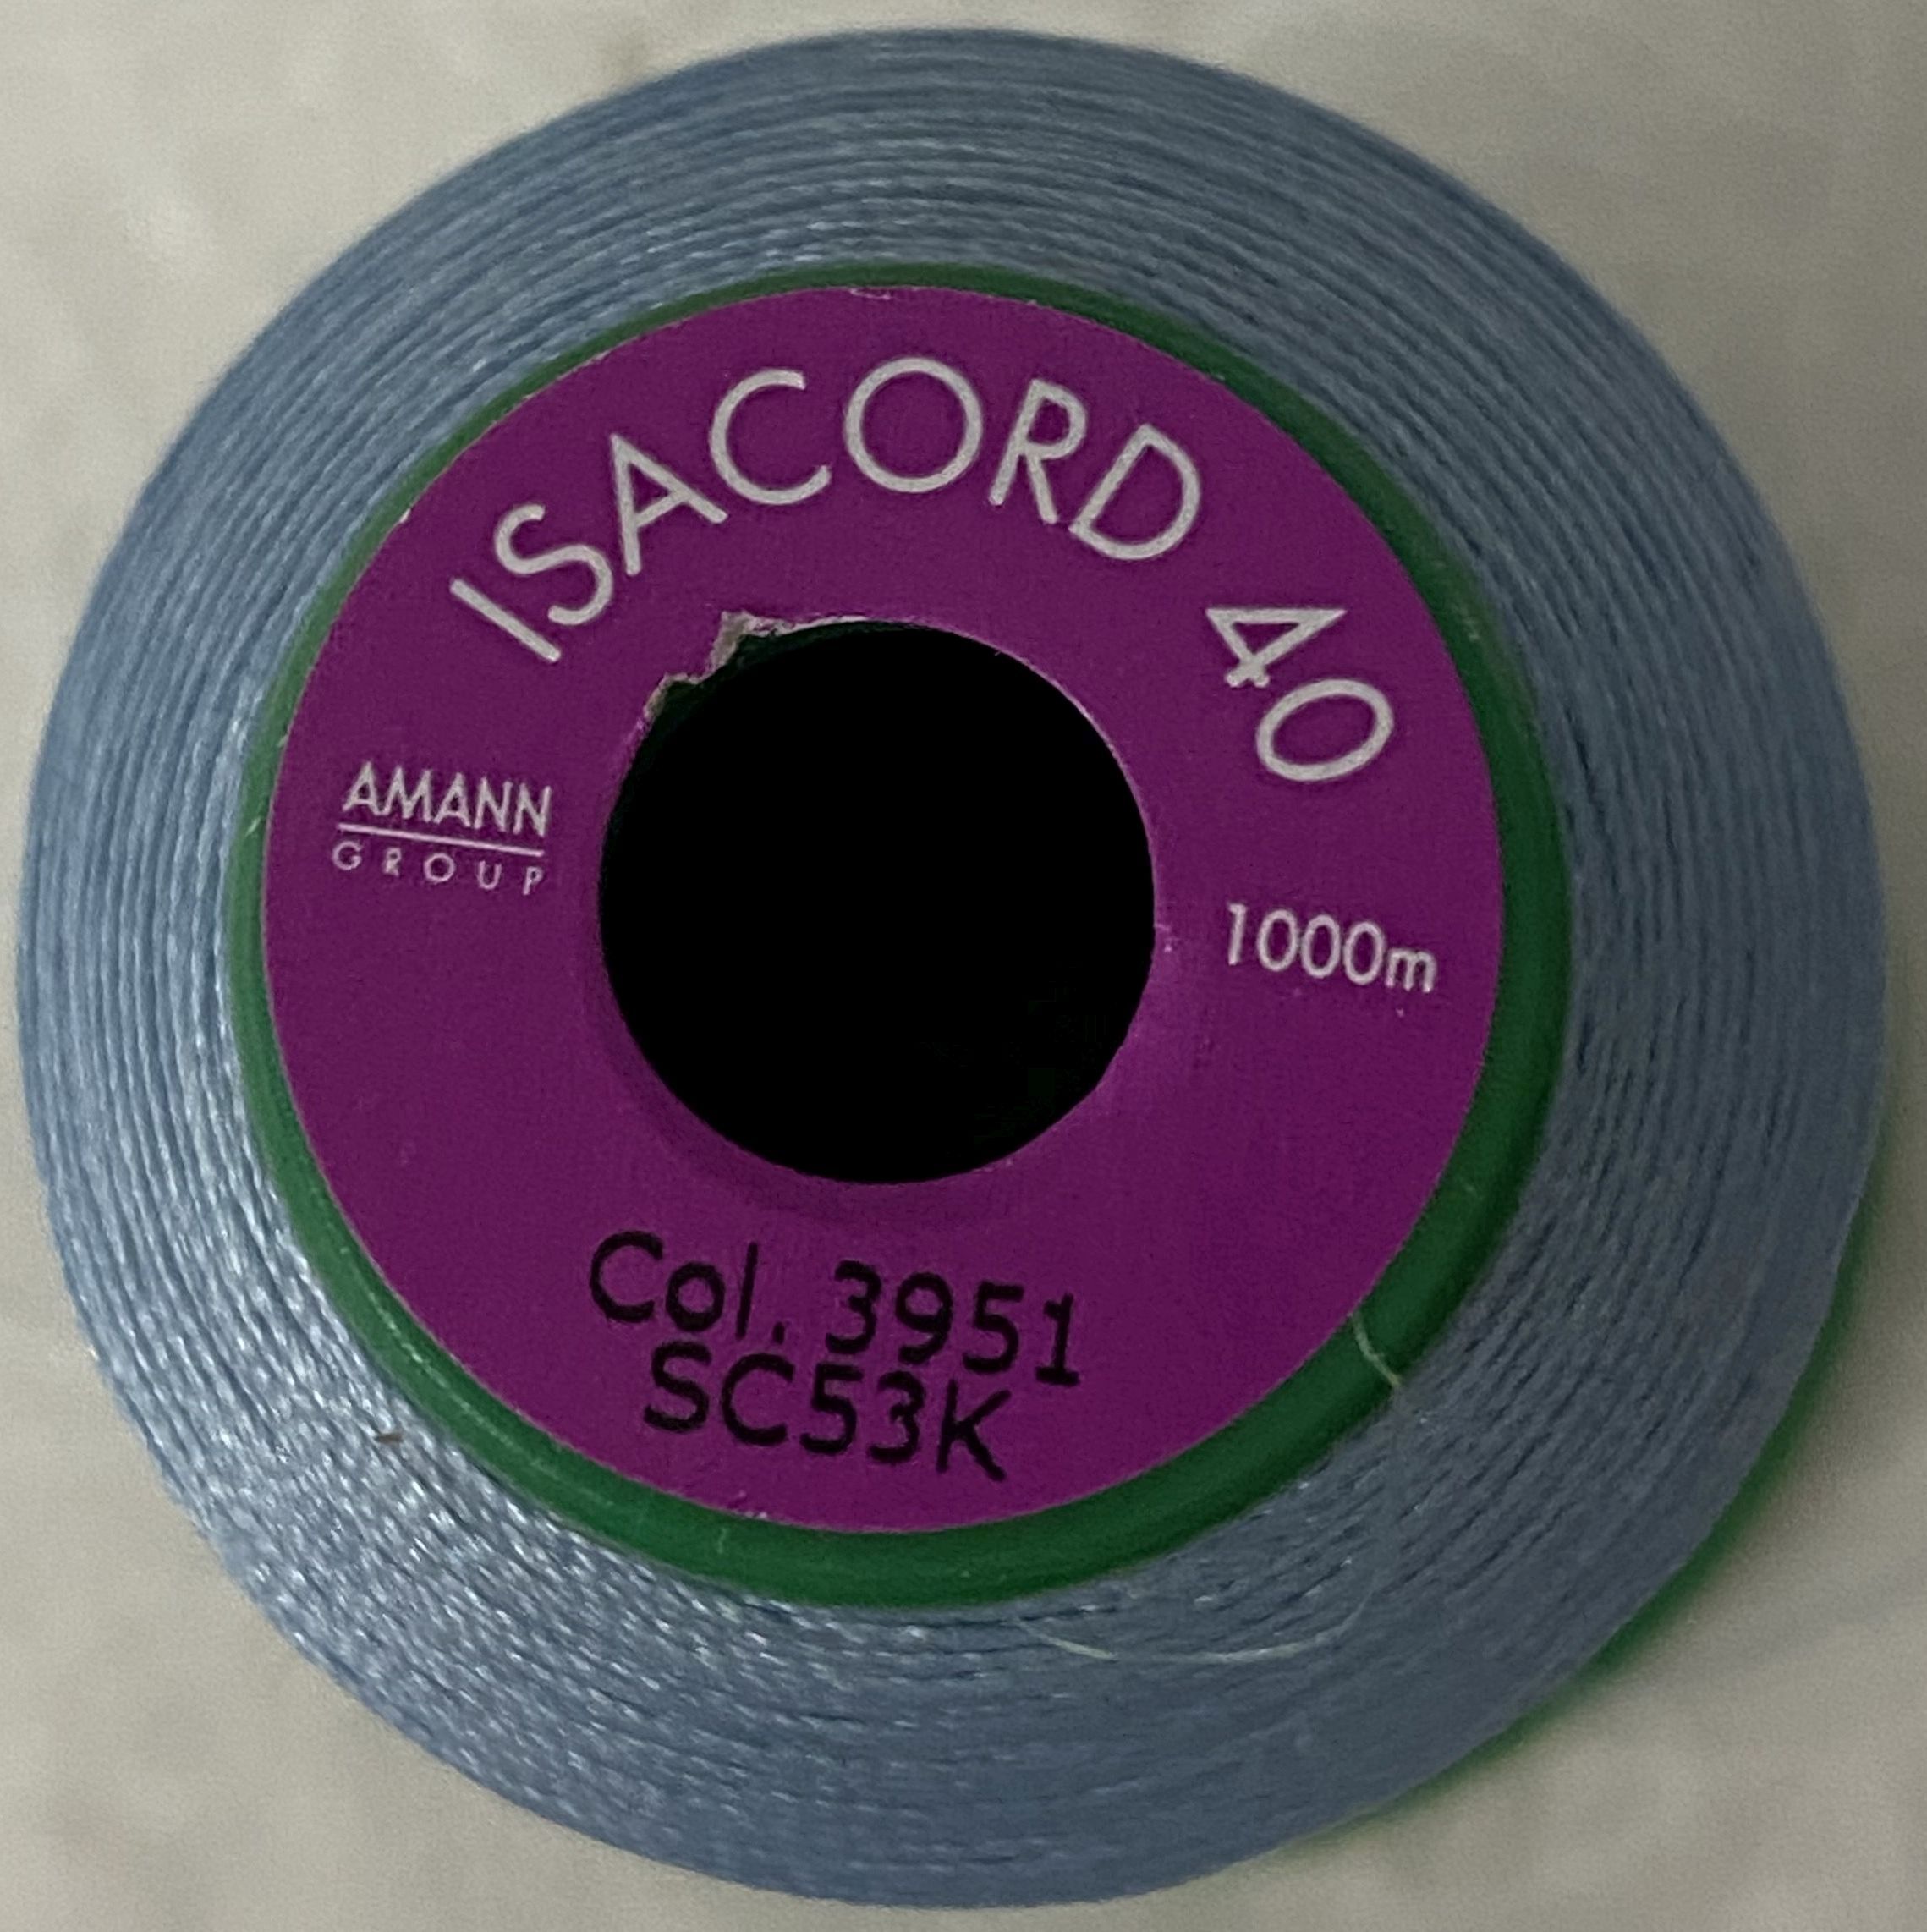 ISACORD 40
AMANN
GROUP
1000m
Col. 3951
SC53K